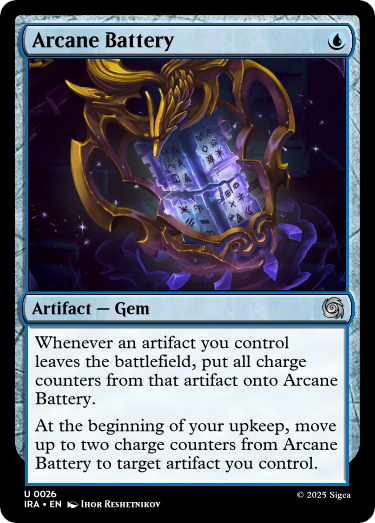 Arcane Battery
Artifact — Gem
Whenever an artifact you control
leaves the battlefield, put all charge
counters from that artifact onto Arcane
Battery.
At the beginning of your upkeep, move
up to two charge counters from Arcane
Battery to target artifact you control.
U 0026
IRA • EN Ihor Reshetnikov
© 2025 Sigea